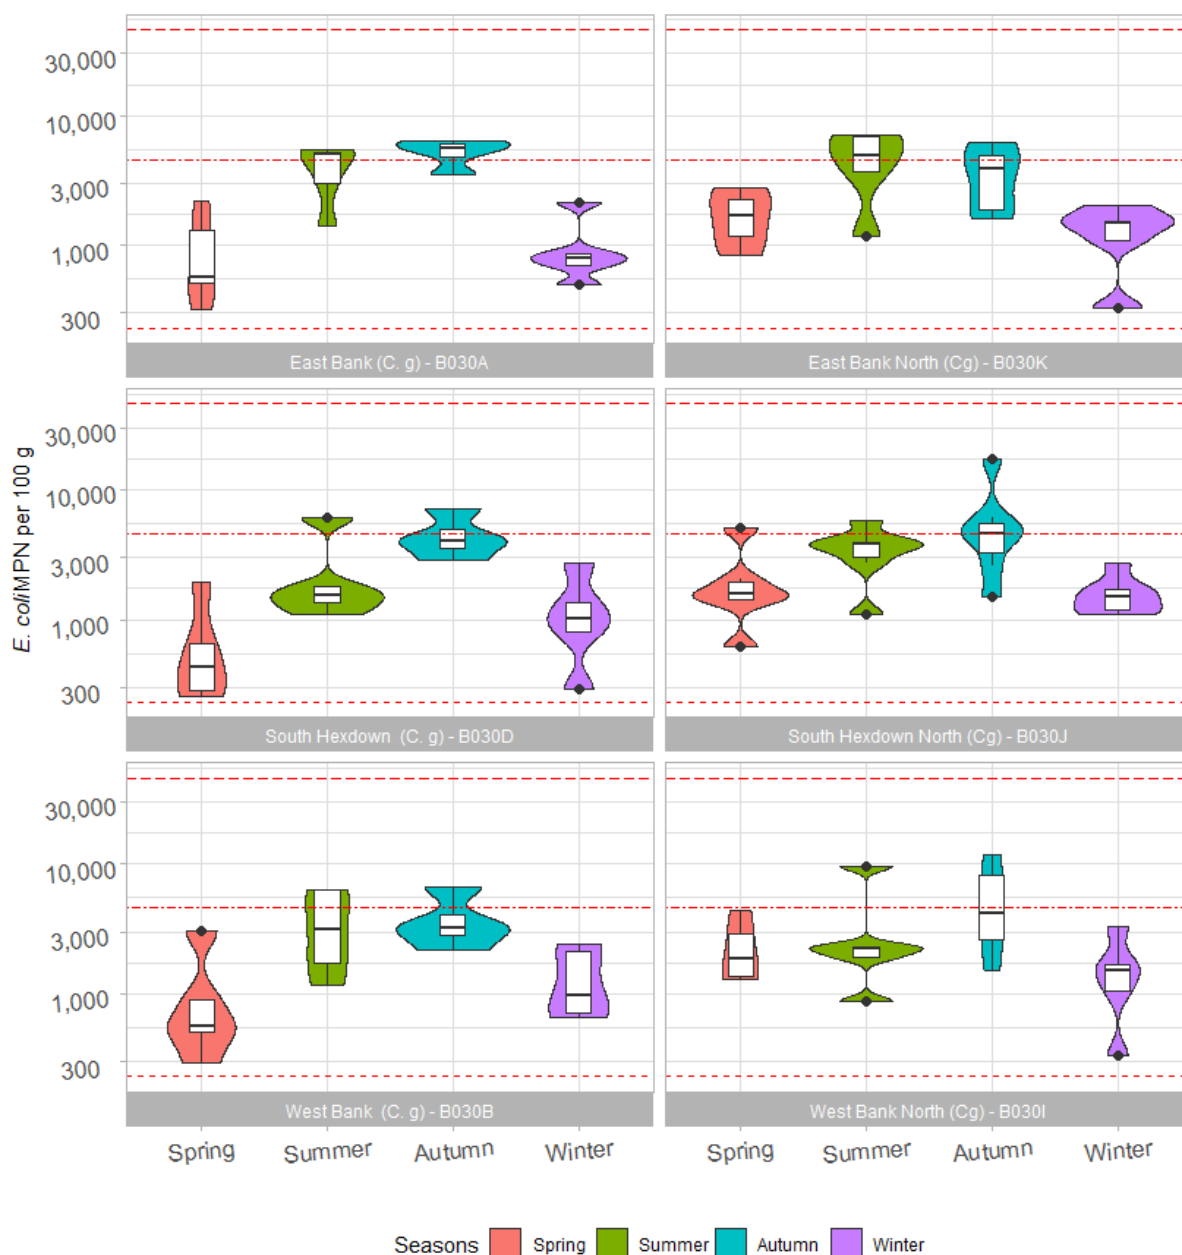 30,000
10,000
3,000
1,000
300
East Bank (C. g) - B030A
East Bank North (Cg) - B030K
E. coli MPN per 100 g
30,000
10,000
3,000
1,000
300
South Hexdown (C. g) - B030D
South Hexdown North (Cg) - B030J
30,000
10,000
3,000
1,000
300
West Bank (C. g) - B030B
West Bank North (Cg) - B030I
Spring Summer Autumn Winter
Spring Summer Autumn Winter
Seasons Spring Summer Autumn Winter